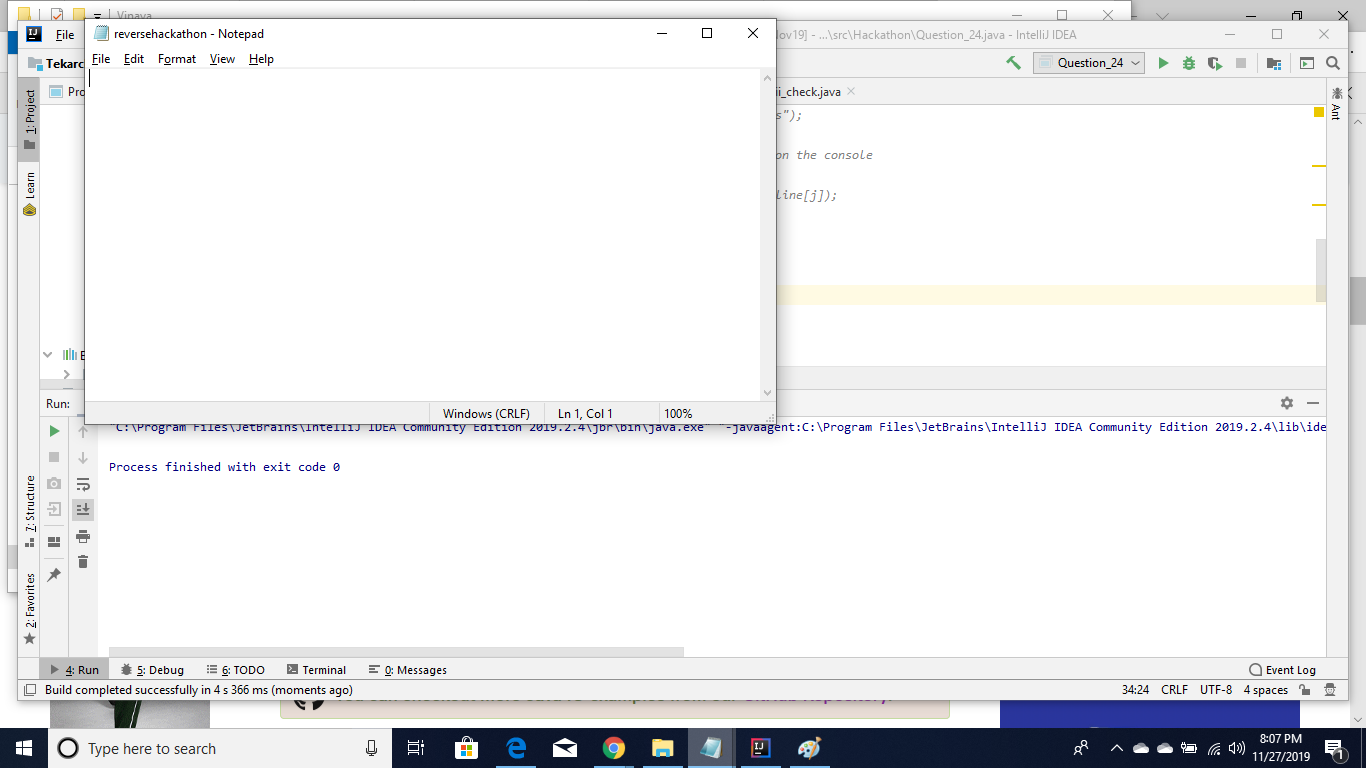 Vinaya
File
Nov19] - ...\src\Hackathon\Question_24.java - IntelliJ IDEA
reversehackathon - Notepad
File Edit Format View Help
Tekarc
Question_24
1: Project
Pro
ii_check.java
Ant
s");
on the console
line[j]);
Learn
Run:
Windows (CRLF) Ln 1, Col 1 100%
"C:\Program Files\JetBrains\IntelliJ IDEA Community Edition 2019.2.4\jbr\bin\java.exe" "-javaagent:C:\Program Files\JetBrains\IntelliJ IDEA Community Edition 2019.2.4\lib\ide
Process finished with exit code 0
7: Structure
2: Favorites
4: Run 5: Debug 6: TODO Terminal 0: Messages Event Log
Build completed successfully in 4 s 366 ms (moments ago) 34:24 CRLF UTF-8 4 spaces
Type here to search
8:07 PM
11/27/2019
1